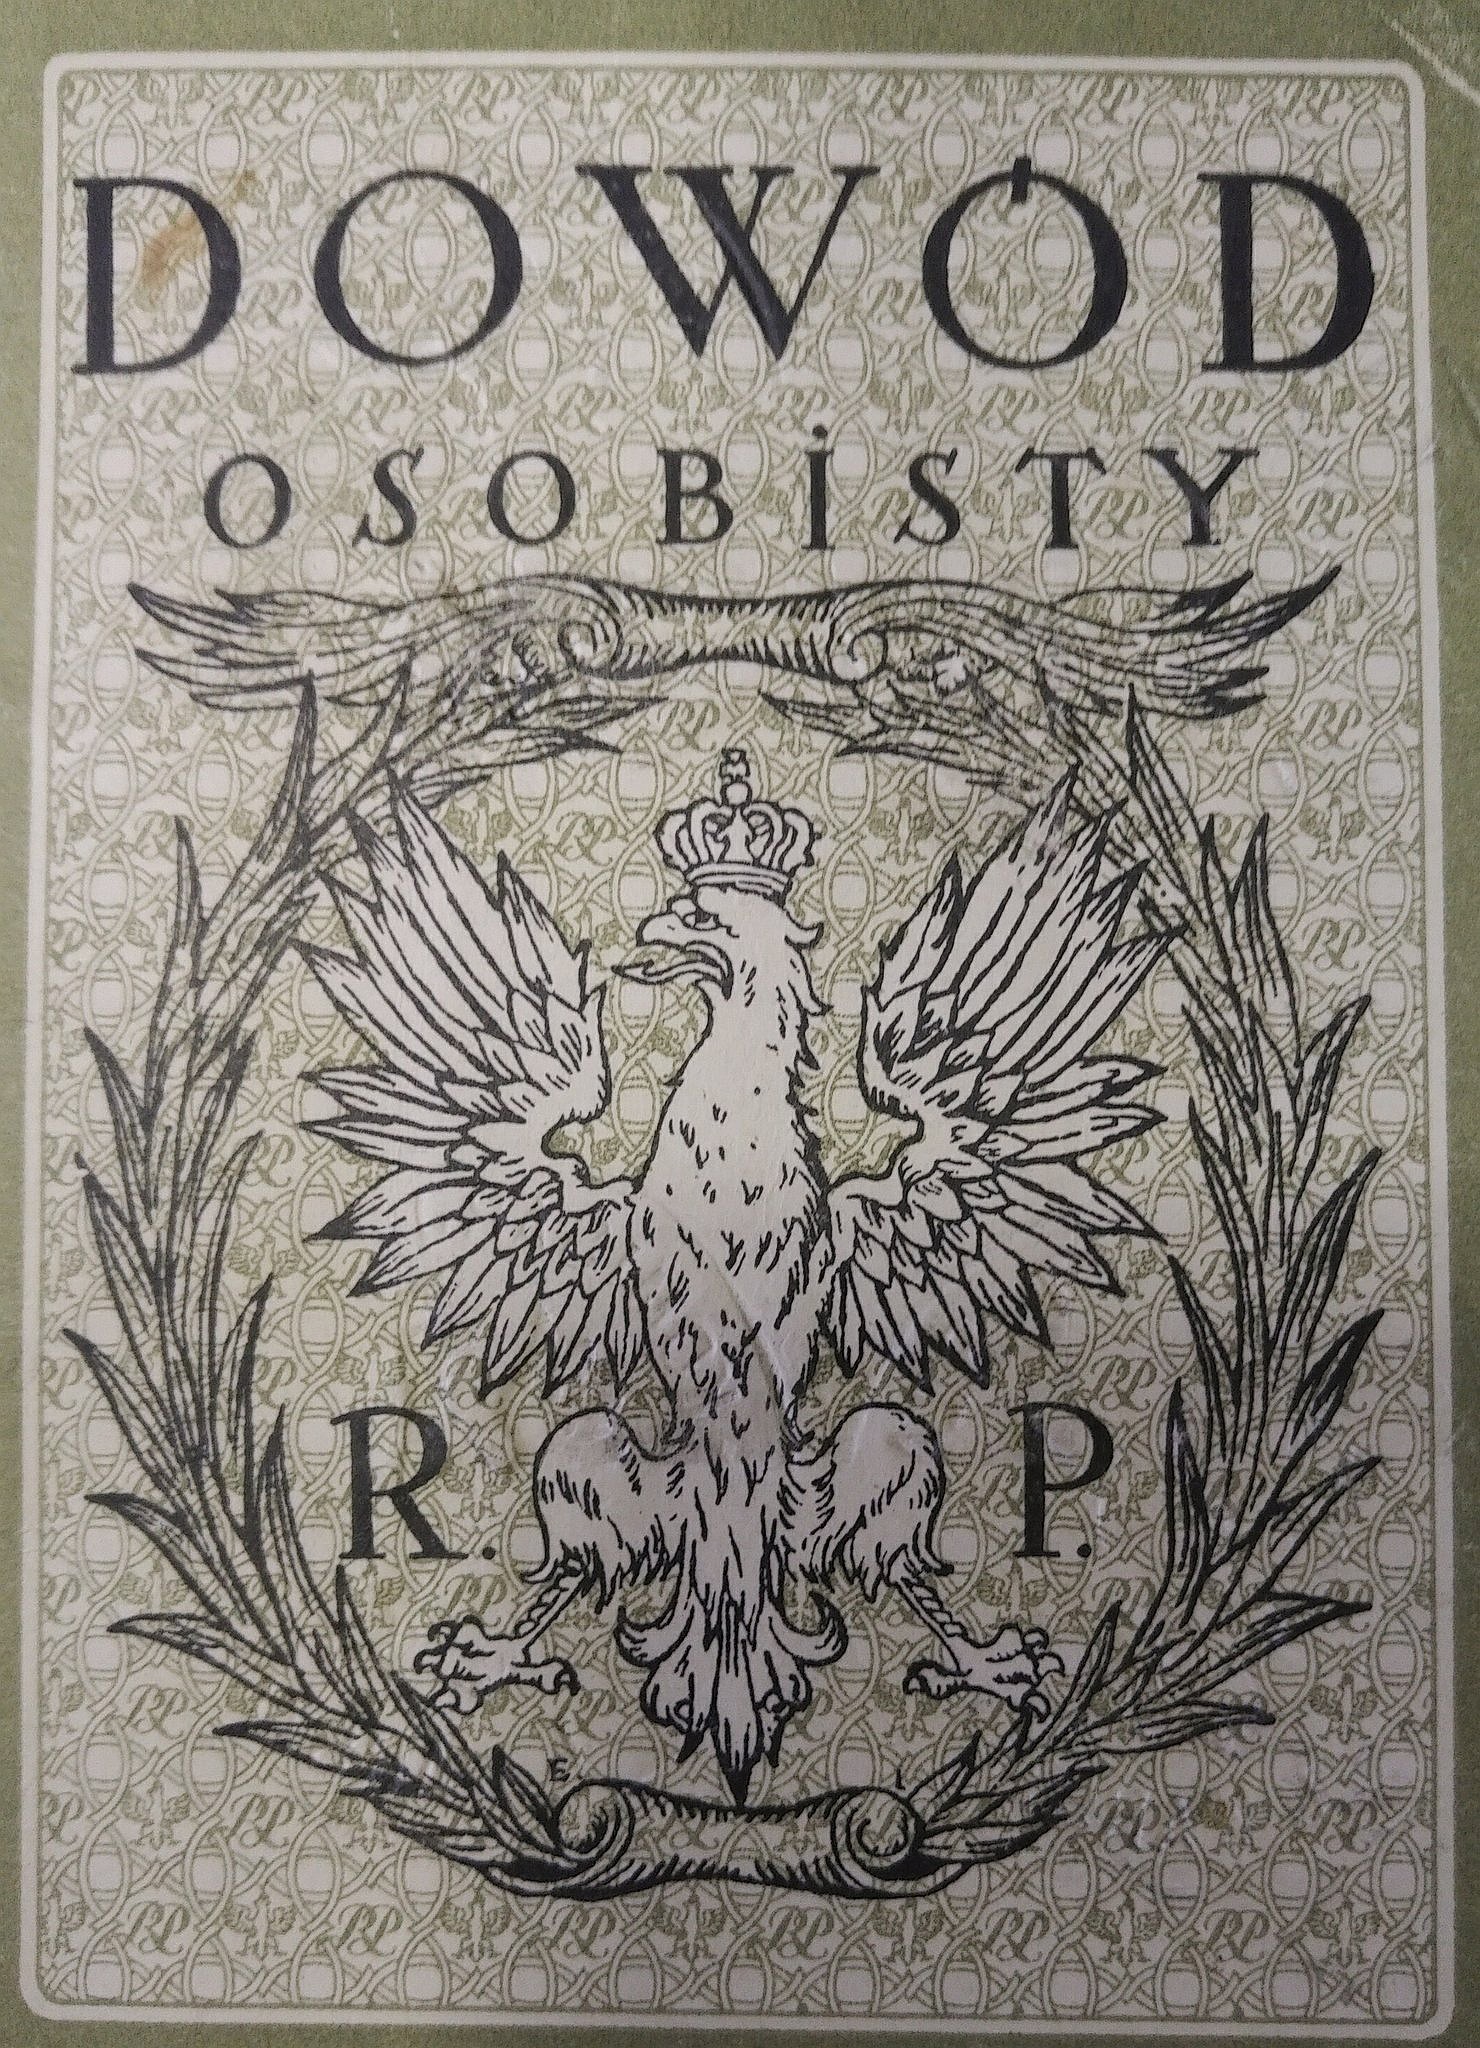 DOWÓD
OSOBISTY
R. P.
E. L